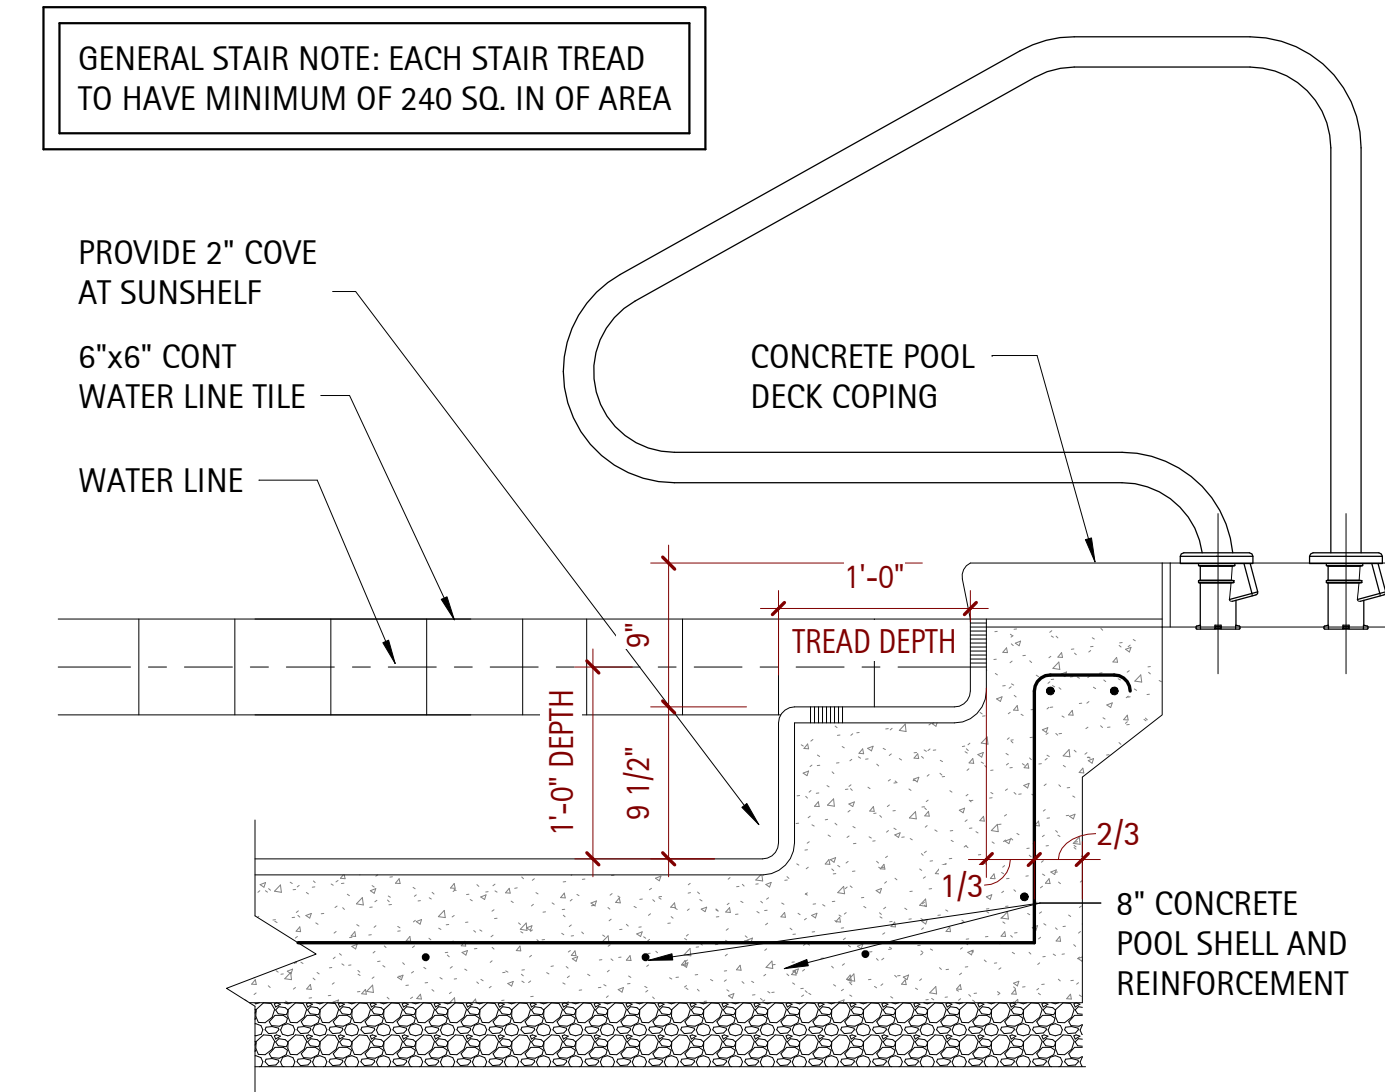 GENERAL STAIR NOTE: EACH STAIR TREAD
TO HAVE MINIMUM OF 240 SQ. IN OF AREA
PROVIDE 2" COVE
AT SUNSHELF
6"x6" CONT
WATER LINE TILE
WATER LINE
CONCRETE POOL
DECK COPING
1'-0"
TREAD DEPTH
9"
9 1/2"
1'-0" DEPTH
2/3
1/3
8" CONCRETE
POOL SHELL AND
REINFORCEMENT